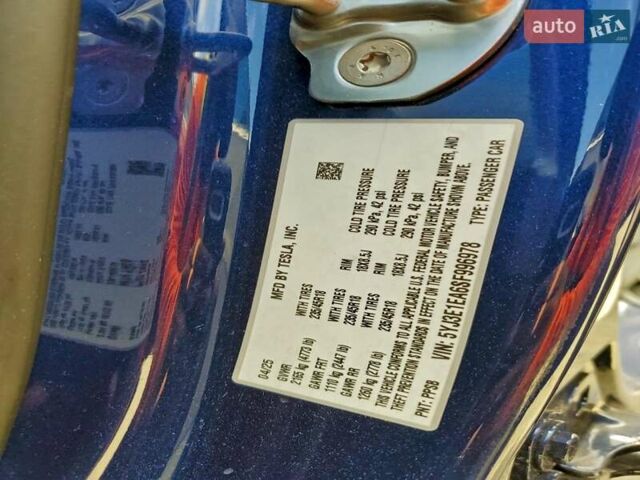 auto RIA .com
MFD BY TESLA, INC.
04/25
GVWR
2165 kg (4773 lb)
GAWR FRT WITH TIRES RIM COLD TIRE PRESSURE
1110 kg (2447 lb) 235/45R18 18X8.5J 290 kPa, 42 psi
GAWR RR WITH TIRES RIM COLD TIRE PRESSURE
1260 kg (2778 lb) 235/45R18 18X8.5J 290 kPa, 42 psi
THIS VEHICLE CONFORMS TO ALL APPLICABLE U.S. FEDERAL MOTOR VEHICLE SAFETY, BUMPER, AND
THEFT PREVENTION STANDARDS IN EFFECT ON THE DATE OF MANUFACTURE SHOWN ABOVE.
VIN: 5YJ3E1EA6SF996978
PNT: PPSB TYPE: PASSENGER CAR